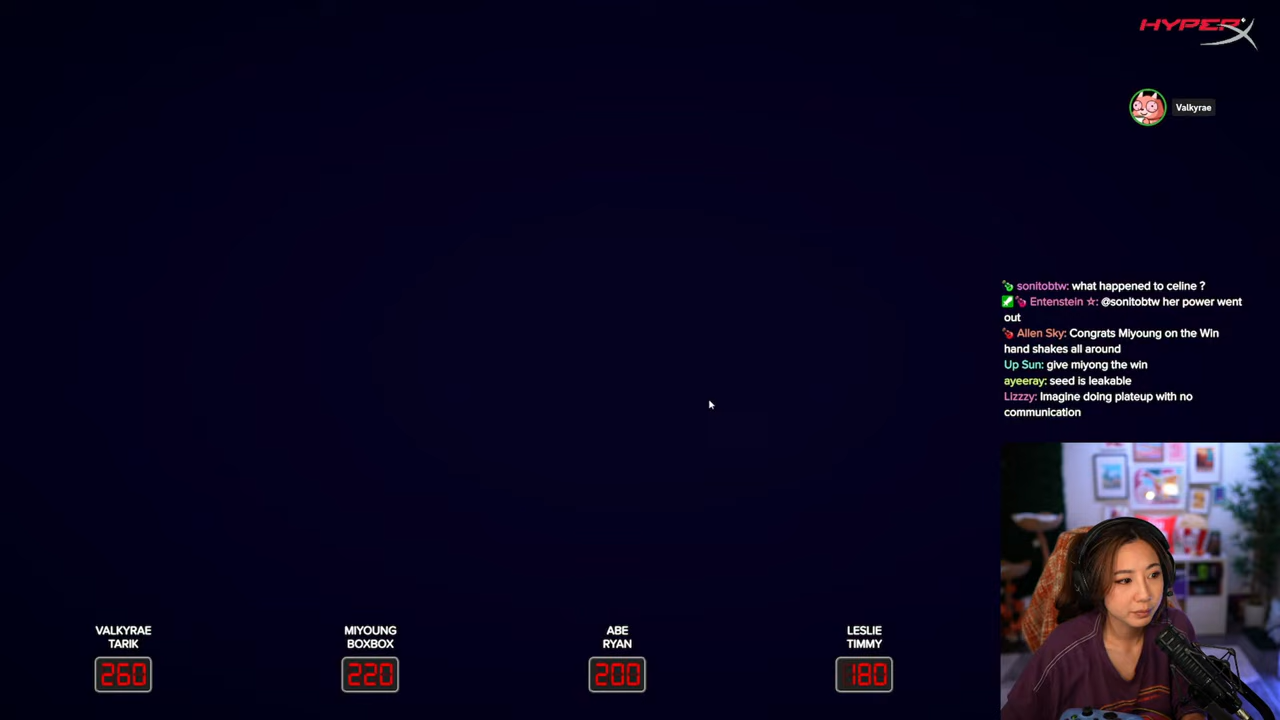 HYPERX
Valkyrae
sonitobtw: what happened to celine ?
Entenstein ☆: @sonitobtw her power went
out
Allen Sky: Congrats Miyoung on the Win
hand shakes all around
Up Sun: give miyong the win
ayeeray: seed is leakable
Lizzzy: Imagine doing plateup with no
communication
VALKYRAE
TARIK
260
MIYOUNG
BOXBOX
220
ABE
RYAN
200
LESLIE
TIMMY
180